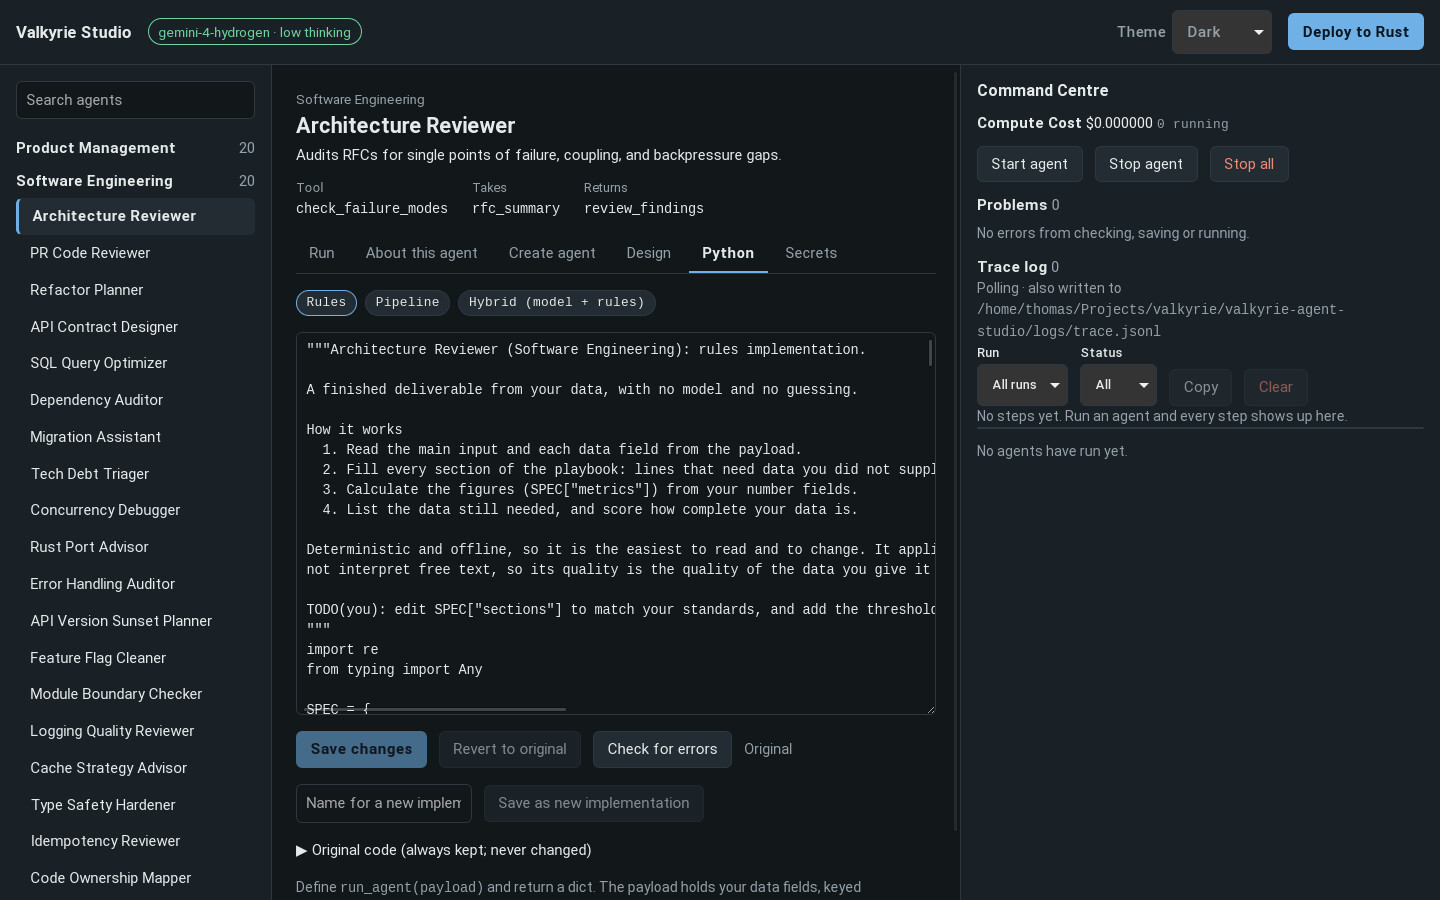 Valkyrie Studio
gemini-4-hydrogen · low thinking
Theme
Dark
Deploy to Rust
Search agents
Product Management 20
Software Engineering 20
Architecture Reviewer
PR Code Reviewer
Refactor Planner
API Contract Designer
SQL Query Optimizer
Dependency Auditor
Migration Assistant
Tech Debt Triager
Concurrency Debugger
Rust Port Advisor
Error Handling Auditor
API Version Sunset Planner
Feature Flag Cleaner
Module Boundary Checker
Logging Quality Reviewer
Cache Strategy Advisor
Type Safety Hardener
Idempotency Reviewer
Code Ownership Mapper
Software Engineering
Architecture Reviewer
Audits RFCs for single points of failure, coupling, and backpressure gaps.
Tool Takes Returns
check_failure_modes rfc_summary review_findings
Run About this agent Create agent Design Python Secrets
Rules Pipeline Hybrid (model + rules)
"""Architecture Reviewer (Software Engineering): rules implementation.
A finished deliverable from your data, with no model and no guessing.
How it works
1. Read the main input and each data field from the payload.
2. Fill every section of the playbook: lines that need data you did not suppl
3. Calculate the figures (SPEC["metrics"]) from your number fields.
4. List the data still needed, and score how complete your data is.
Deterministic and offline, so it is the easiest to read and to change. It appli
not interpret free text, so its quality is the quality of the data you give it
TODO(you): edit SPEC["sections"] to match your standards, and add the threshold
"""
import re
from typing import Any
SPEC = {
Save changes Revert to original Check for errors Original
Name for a new implem Save as new implementation
▶ Original code (always kept; never changed)
Define run_agent(payload) and return a dict. The payload holds your data fields, keyed
Command Centre
Compute Cost $0.000000 0 running
Start agent Stop agent Stop all
Problems 0
No errors from checking, saving or running.
Trace log 0
Polling · also written to
/home/thomas/Projects/valkyrie/valkyrie-agent-
studio/logs/trace.jsonl
Run Status
All runs All Copy Clear
No steps yet. Run an agent and every step shows up here.
No agents have run yet.